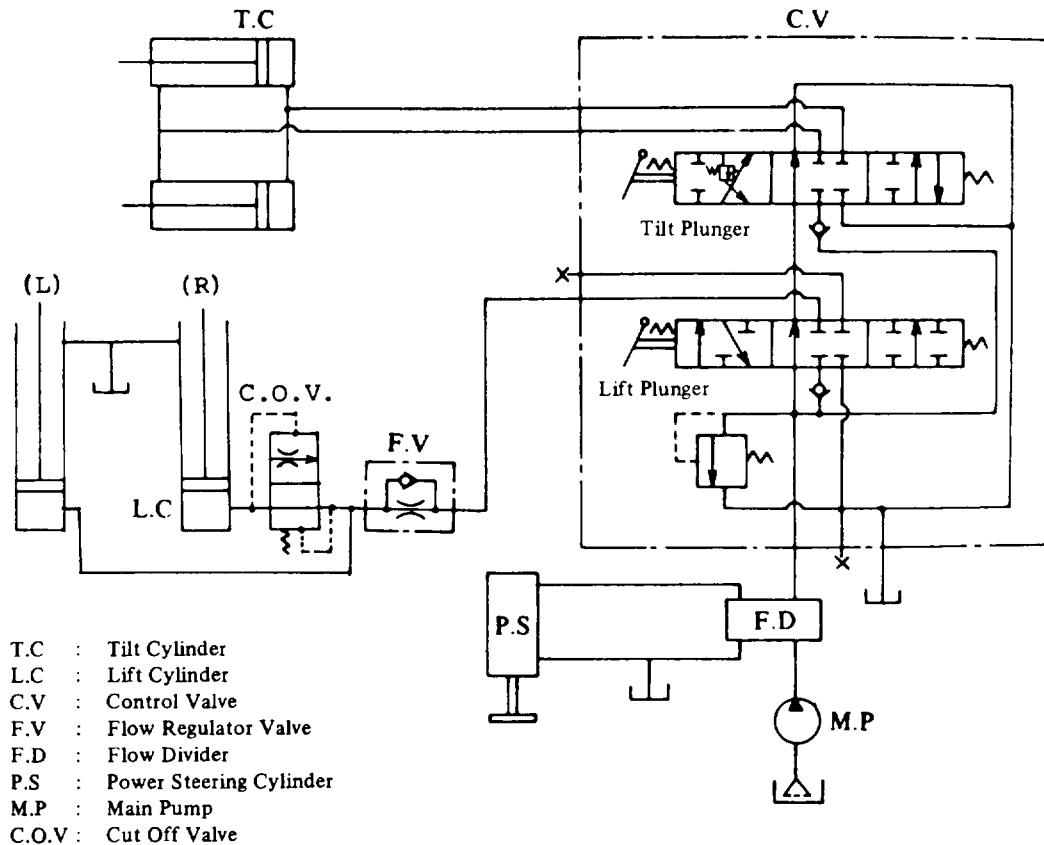 T.C
C.V
Tilt Plunger
(L)
(R)
Lift Plunger
C.O.V.
F.V
L.C
P.S
F.D
M.P
T.C : Tilt Cylinder
L.C : Lift Cylinder
C.V : Control Valve
F.V : Flow Regulator Valve
F.D : Flow Divider
P.S : Power Steering Cylinder
M.P : Main Pump
C.O.V : Cut Off Valve